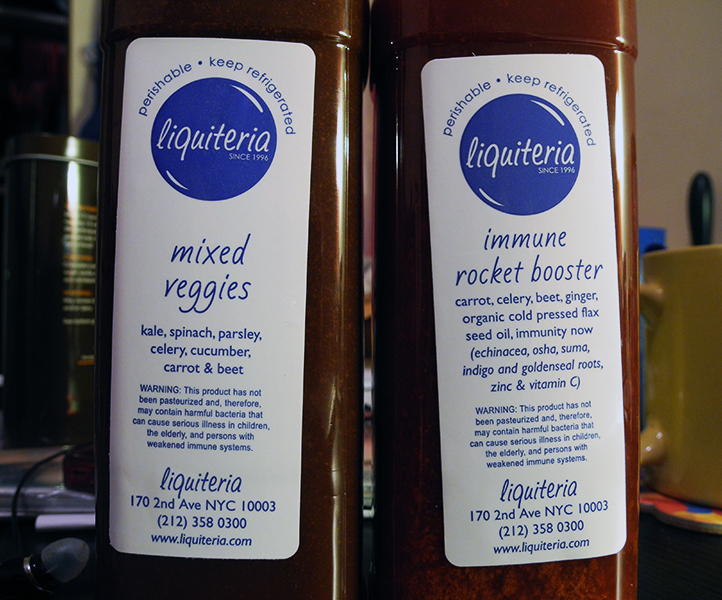 perishable • keep refrigerated
liquiteria
SINCE 1996
mixed
veggies
kale, spinach, parsley,
celery, cucumber,
carrot & beet
WARNING: This product has not
been pasteurized and, therefore,
may contain harmful bacteria that
can cause serious illness in children,
the elderly, and persons with
weakened immune systems.
liquiteria
170 2nd Ave NYC 10003
(212) 358 0300
www.liquiteria.com
perishable • keep refrigerated
liquiteria
SINCE 1996
immune
rocket booster
carrot, celery, beet, ginger,
organic cold pressed flax
seed oil, immunity now
(echinacea, osha, suma,
indigo and goldenseal roots,
zinc & vitamin C)
WARNING: This product has not
been pasteurized and, therefore,
may contain harmful bacteria that
can cause serious illness in children,
the elderly, and persons with
weakened immune systems.
liquiteria
170 2nd Ave NYC 10003
(212) 358 0300
www.liquiteria.com